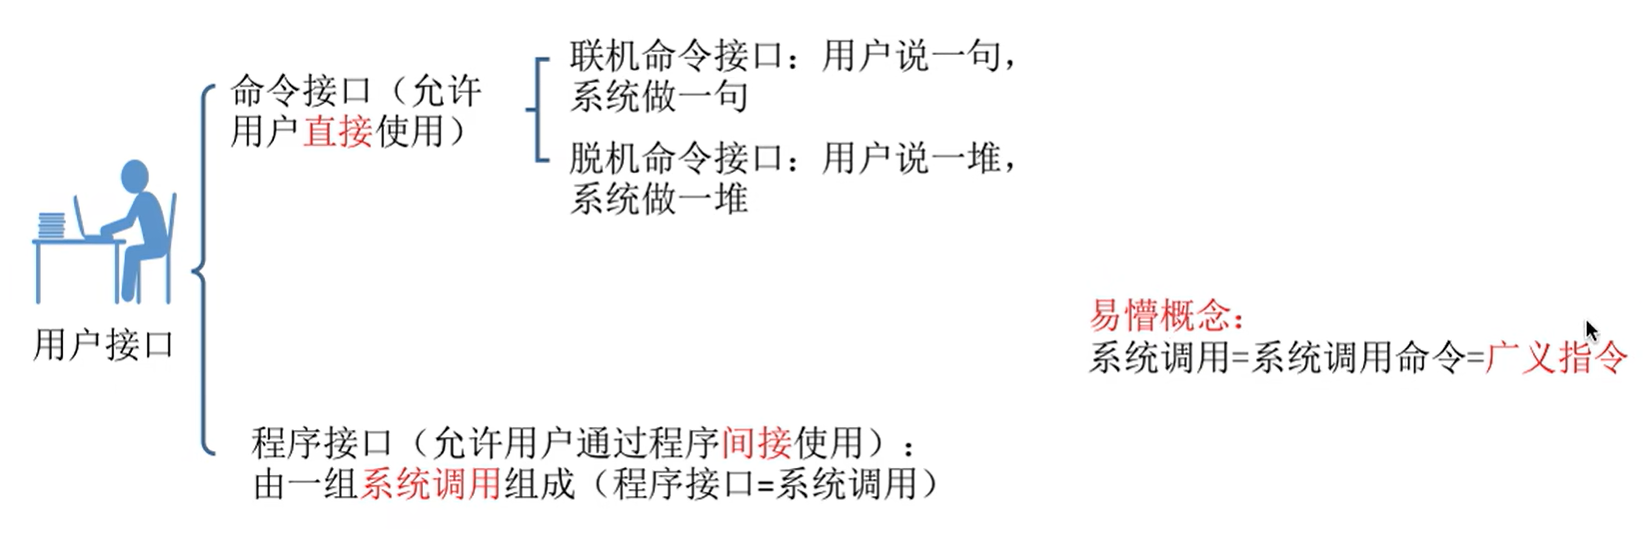 命令接口（允许
用户直接使用）
联机命令接口：用户说一句，
系统做一句
脱机命令接口：用户说一堆，
系统做一堆
用户接口
易懵概念：
系统调用=系统调用命令=广义指令
程序接口（允许用户通过程序间接使用）：
由一组系统调用组成（程序接口=系统调用）